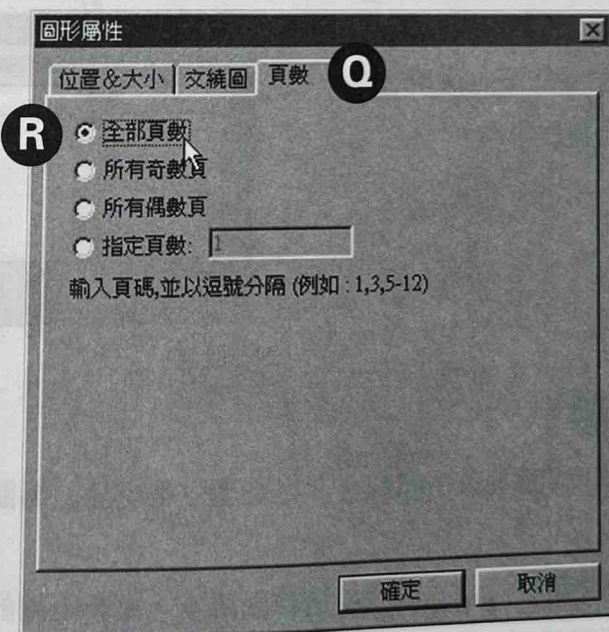 圖形屬性
位置&大小 文繞圖 頁數 Q
R 全部頁數
所有奇數頁
所有偶數頁
指定頁數: 1
輸入頁碼,並以逗號分隔 (例如 : 1,3,5-12)
確定 取消